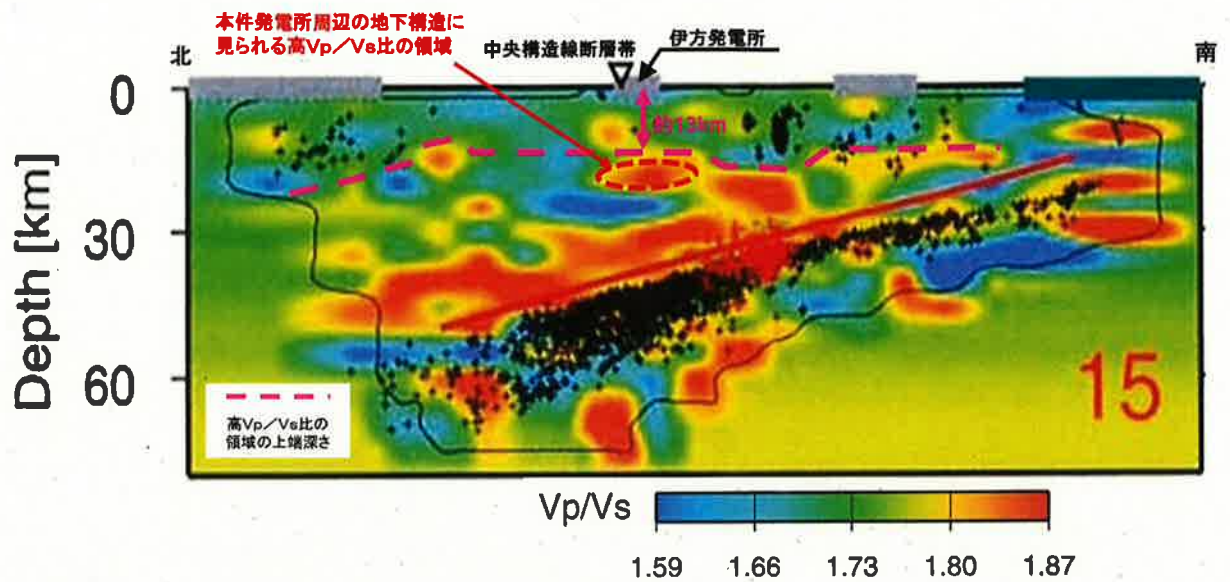 本件発電所周辺の地下構造に
見られる高Vp/Vs比の領域
北
中央構造線断層帯
伊方発電所
南
0
約13km
30
60
Depth [km]
高Vp/Vs比の
領域の上端深さ
15
Vp/Vs
1.59 1.66 1.73 1.80 1.87